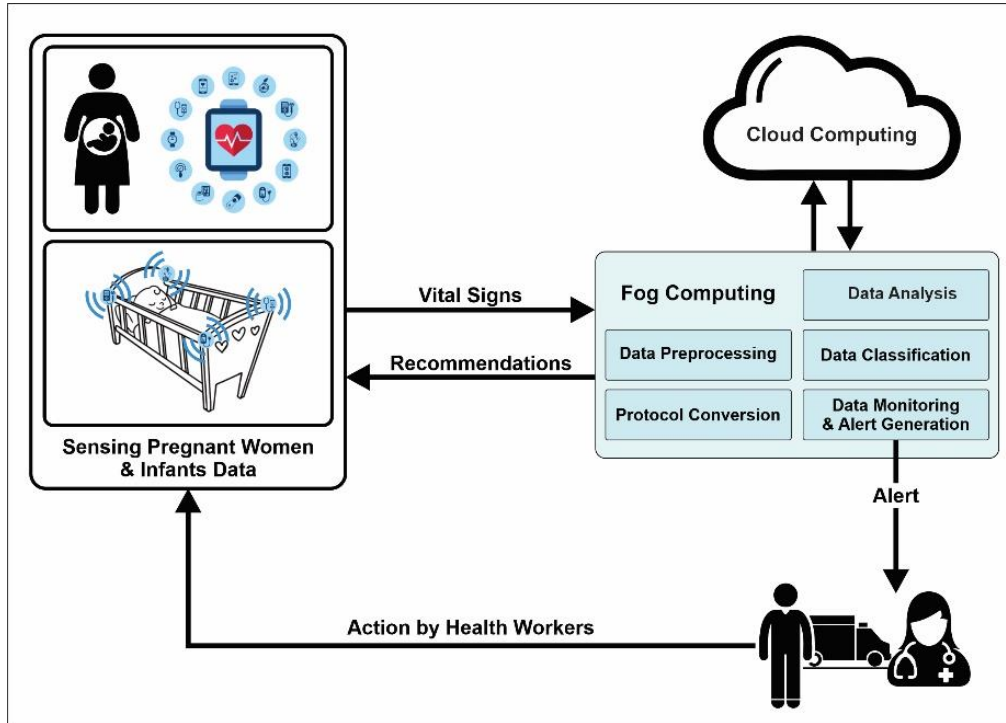 Cloud Computing
Vital Signs
Recommendations
Fog Computing
Data Analysis
Data Preprocessing
Data Classification
Protocol Conversion
Data Monitoring
& Alert Generation
Sensing Pregnant Women
& Infants Data
Alert
Action by Health Workers